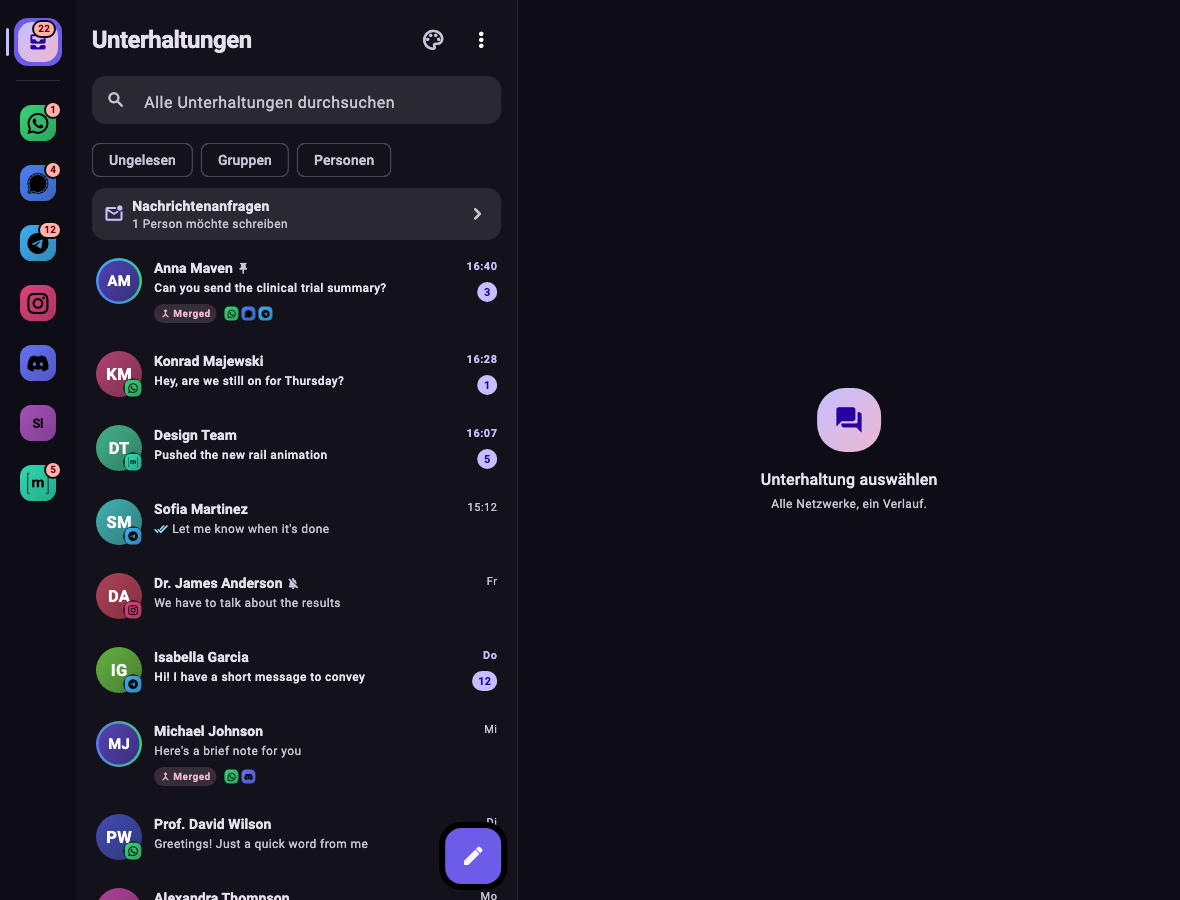 22
Unterhaltungen
Alle Unterhaltungen durchsuchen
1
4
12
Sl
[m]
5
Ungelesen
Gruppen
Personen
Nachrichtenanfragen
1 Person möchte schreiben
AM
Anna Maven
16:40
Can you send the clinical trial summary?
3
Merged
KM
Konrad Majewski
16:28
Hey, are we still on for Thursday?
1
DT
Design Team
16:07
Pushed the new rail animation
5
SM
Sofia Martinez
15:12
Let me know when it's done
DA
Dr. James Anderson
Fr
We have to talk about the results
IG
Isabella Garcia
Do
Hi! I have a short message to convey
12
MJ
Michael Johnson
Mi
Here's a brief note for you
Merged
PW
Prof. David Wilson
Di
Greetings! Just a quick word from me
Alexandra Thompson
Mo
Unterhaltung auswählen
Alle Netzwerke, ein Verlauf.